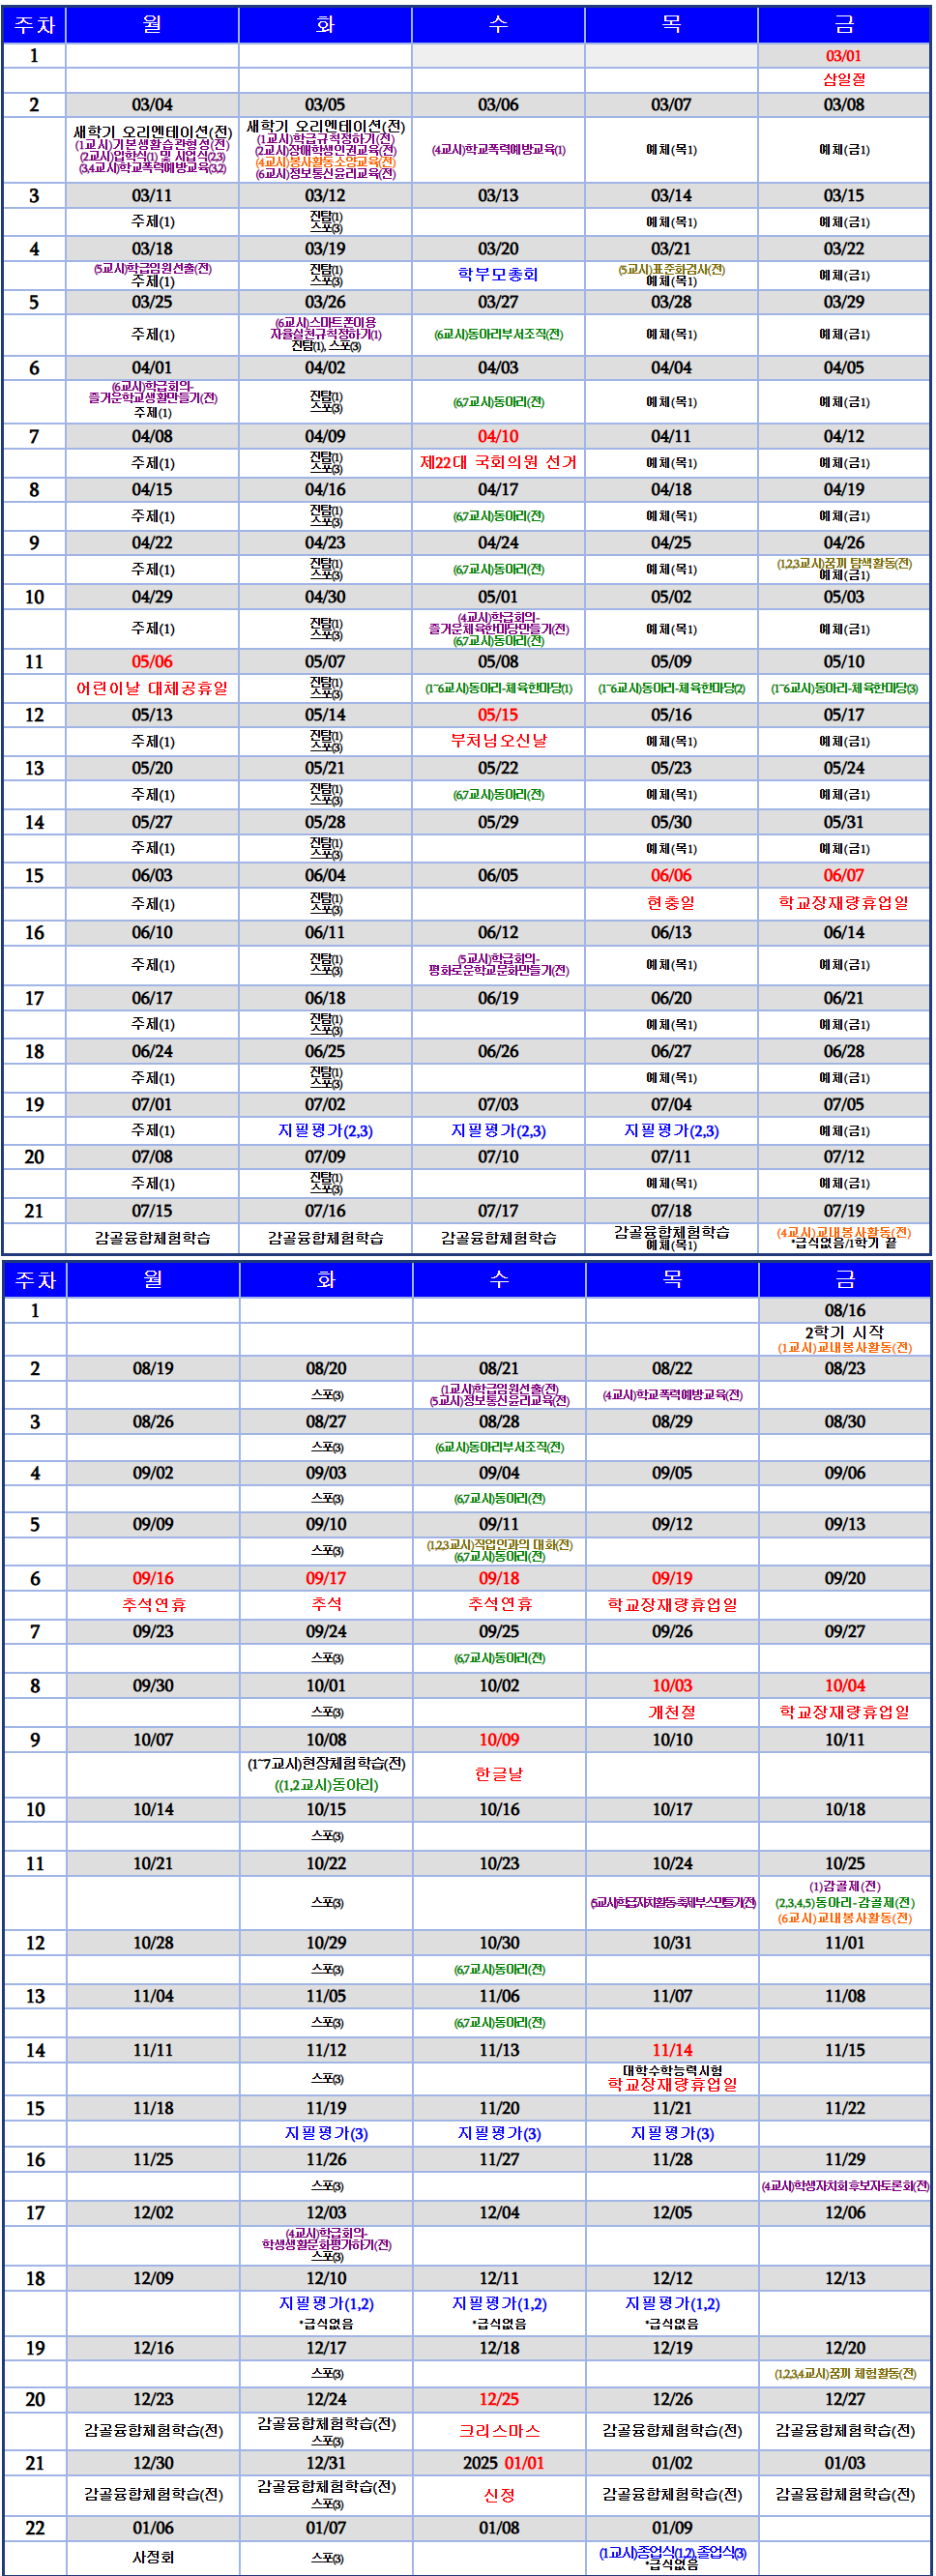 주차 월 화 수 목 금
1 03/01
삼일절
2 03/04 03/05 03/06 03/07 03/08
새학기 오리엔테이션(전) 새학기 오리엔테이션(전)
(1교시)기본생활습관형성(전) (1교시)학급규칙정하기(전)
(2교시)입학식(1) 및 시업식(2,3) (2교시)장애학생인권교육(전) (4교시)학교폭력예방교육(1) 예체(목1) 예체(금1)
(3,4교시)학교폭력예방교육(3,2) (4교시)봉사활동소양교육(전)
(6교시)정보통신윤리교육(전)
3 03/11 03/12 03/13 03/14 03/15
주제(1) 진탐(1) 예체(목1) 예체(금1)
스포(3)
4 03/18 03/19 03/20 03/21 03/22
(5교시)학급임원선출(전) 진탐(1) 학부모총회 (5교시)표준화검사(전) 예체(금1)
주제(1) 스포(3) 예체(목1)
5 03/25 03/26 03/27 03/28 03/29
(6교시)스마트폰이용
주제(1) 자율실천규칙정하기(1) (6교시)동아리부서조직(전) 예체(목1) 예체(금1)
진탐(1), 스포(3)
6 04/01 04/02 04/03 04/04 04/05
(6교시)학급회의-
즐거운학교생활만들기(전) 진탐(1) (6,7교시)동아리(전) 예체(목1) 예체(금1)
주제(1) 스포(3)
7 04/08 04/09 04/10 04/11 04/12
주제(1) 진탐(1) 제22대 국회의원 선거 예체(목1) 예체(금1)
스포(3)
8 04/15 04/16 04/17 04/18 04/19
주제(1) 진탐(1) (6,7교시)동아리(전) 예체(목1) 예체(금1)
스포(3)
9 04/22 04/23 04/24 04/25 04/26
주제(1) 진탐(1) (6,7교시)동아리(전) 예체(목1) (1,2,3교시)꿈끼 탐색활동(전)
스포(3) 예체(금1)
10 04/29 04/30 05/01 05/02 05/03
(4교시)학급회의-
주제(1) 진탐(1) 즐거운체육한마당만들기(전) 예체(목1) 예체(금1)
스포(3) (6,7교시)동아리(전)
11 05/06 05/07 05/08 05/09 05/10
어린이날 대체공휴일 진탐(1) (1~6교시)동아리-체육한마당(1) (1~6교시)동아리-체육한마당(2) (1~6교시)동아리-체육한마당(3)
스포(3)
12 05/13 05/14 05/15 05/16 05/17
주제(1) 진탐(1) 부처님오신날 예체(목1) 예체(금1)
스포(3)
13 05/20 05/21 05/22 05/23 05/24
주제(1) 진탐(1) (6,7교시)동아리(전) 예체(목1) 예체(금1)
스포(3)
14 05/27 05/28 05/29 05/30 05/31
주제(1) 진탐(1) 예체(목1) 예체(금1)
스포(3)
15 06/03 06/04 06/05 06/06 06/07
주제(1) 진탐(1) 현충일 학교장재량휴업일
스포(3)
16 06/10 06/11 06/12 06/13 06/14
주제(1) 진탐(1) (5교시)학급회의- 예체(목1) 예체(금1)
스포(3) 평화로운학교문화만들기(전)
17 06/17 06/18 06/19 06/20 06/21
주제(1) 진탐(1) 예체(목1) 예체(금1)
스포(3)
18 06/24 06/25 06/26 06/27 06/28
주제(1) 진탐(1) 예체(목1) 예체(금1)
스포(3)
19 07/01 07/02 07/03 07/04 07/05
주제(1) 지필평가(2,3) 지필평가(2,3) 지필평가(2,3) 예체(금1)
20 07/08 07/09 07/10 07/11 07/12
주제(1) 진탐(1) 예체(목1) 예체(금1)
스포(3)
21 07/15 07/16 07/17 07/18 07/19
감골융합체험학습 감골융합체험학습 감골융합체험학습 감골융합체험학습 (4교시)교내봉사활동(전)
예체(목1) *급식없음/1학기 끝
주차 월 화 수 목 금
1 08/16
2학기 시작
(1교시)교내봉사활동(전)
2 08/19 08/20 08/21 08/22 08/23
스포(3) (1교시)학급임원선출(전) (4교시)학교폭력예방교육(전)
(5교시)정보통신윤리교육(전)
3 08/26 08/27 08/28 08/29 08/30
스포(3) (6교시)동아리부서조직(전)
4 09/02 09/03 09/04 09/05 09/06
스포(3) (6,7교시)동아리(전)
5 09/09 09/10 09/11 09/12 09/13
스포(3) (1,2,3교시)직업인과의 대화(전)
(6,7교시)동아리(전)
6 09/16 09/17 09/18 09/19 09/20
추석연휴 추석 추석연휴 학교장재량휴업일
7 09/23 09/24 09/25 09/26 09/27
스포(3) (6,7교시)동아리(전)
8 09/30 10/01 10/02 10/03 10/04
스포(3) 개천절 학교장재량휴업일
9 10/07 10/08 10/09 10/10 10/11
(1~7교시)현장체험학습(전) 한글날
((1,2교시)동아리)
10 10/14 10/15 10/16 10/17 10/18
스포(3)
11 10/21 10/22 10/23 10/24 10/25
(1)감골제(전)
스포(3) (5교시)학급자치활동축제부스만들기(전) (2,3,4,5)동아리-감골제(전)
(6교시)교내봉사활동(전)
12 10/28 10/29 10/30 10/31 11/01
스포(3) (6,7교시)동아리(전)
13 11/04 11/05 11/06 11/07 11/08
스포(3) (6,7교시)동아리(전)
14 11/11 11/12 11/13 11/14 11/15
스포(3) 대학수학능력시험
학교장재량휴업일
15 11/18 11/19 11/20 11/21 11/22
지필평가(3) 지필평가(3) 지필평가(3)
16 11/25 11/26 11/27 11/28 11/29
스포(3) (4교시)학생자치회후보자토론회(전)
17 12/02 12/03 12/04 12/05 12/06
(4교시)학급회의-
학생생활문화평가하기(전)
스포(3)
18 12/09 12/10 12/11 12/12 12/13
지필평가(1,2) 지필평가(1,2) 지필평가(1,2)
*급식없음 *급식없음 *급식없음
19 12/16 12/17 12/18 12/19 12/20
스포(3) (1,2,3,4교시)꿈끼 체험활동(전)
20 12/23 12/24 12/25 12/26 12/27
감골융합체험학습(전) 감골융합체험학습(전) 크리스마스 감골융합체험학습(전) 감골융합체험학습(전)
스포(3)
21 12/30 12/31 2025 01/01 01/02 01/03
감골융합체험학습(전) 감골융합체험학습(전) 신정 감골융합체험학습(전) 감골융합체험학습(전)
스포(3)
22 01/06 01/07 01/08 01/09
사정회 스포(3) (1교시)종업식(1,2),졸업식(3)
*급식없음